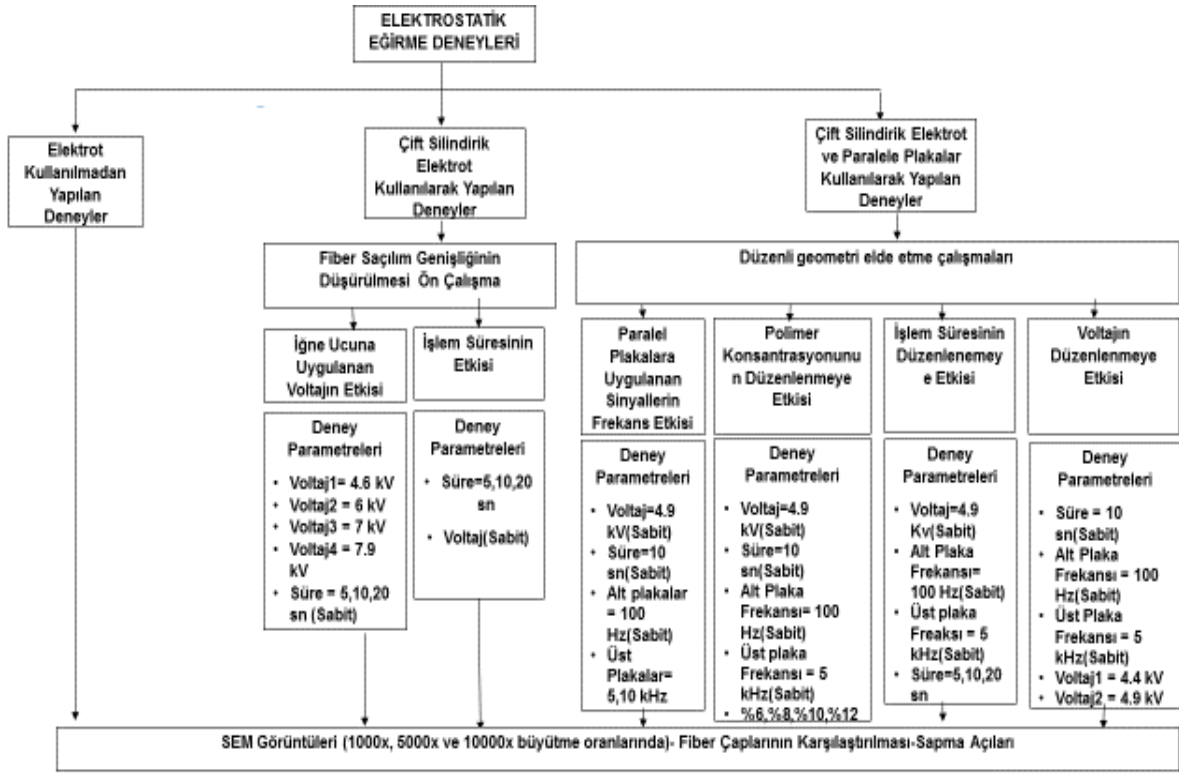 ELEKTROSTATİK
EĞİRME DENEYLERİ
Elektrot
Kullanılmadan
Yapılan
Deneyler
Çift Silindirik
Elektrot
Kullanılarak Yapılan
Deneyler
Çift Silindirik Elektrot
ve Paralele Plakalar
Kullanılarak Yapılan
Deneyler
Fiber Saçılım Genişliğinin
Düşürülmesi Ön Çalışma
Düzenli geometri elde etme çalışmaları
İğne Ucuna
Uygulanan
Voltajın Etkisi
İşlem Süresinin
Etkisi
Paralel
Plakalara
Uygulanan
Sinyallerin
Frekans Etkisi
Polimer
Konsantrasyonunu
n Düzenlenmeye
Etkisi
İşlem Süresinin
Düzenlenemey
e Etkisi
Voltajın
Düzenlenmeye
Etkisi
Deney
Parametreleri
• Voltaj1= 4.6 kV
• Voltaj2 = 6 kV
• Voltaj3 = 7 kV
• Voltaj4 = 7.9
kV
• Süre = 5,10,20
sn (Sabit)
Deney
Parametreleri
• Süre=5,10,20
sn
• Voltaj(Sabit)
Deney
Parametreleri
• Voltaj=4.9
kV(Sabit)
• Süre=10
sn(Sabit)
• Alt plakalar
= 100
Hz(Sabit)
• Üst
Plakalar=
5,10 kHz
Deney
Parametreleri
• Voltaj=4.9
kV(Sabit)
• Süre=10
sn(Sabit)
• Alt Plaka
Frekansı= 100
Hz(Sabit)
• Üst plaka
Frekansı = 5
kHz(Sabit)
• %6,%8,%10,%12
Deney
Parametreleri
• Voltaj=4.9
Kv(Sabit)
• Alt Plaka
Frekansı=
100 Hz(Sabit)
• Üst plaka
Freaksı = 5
kHz(Sabit)
• Süre=5,10,20
sn
Deney
Parametreleri
• Süre = 10
sn(Sabit)
• Alt Plaka
Frekansı = 100
Hz(Sabit)
• Üst Plaka
Frekansı = 5
kHz(Sabit)
• Voltaj1 = 4.4 kV
• Voltaj2 = 4.9 kV
SEM Görüntüleri (1000x, 5000x ve 10000x büyütme oranlarında)- Fiber Çaplarının Karşılaştırılması-Sapma Açıları